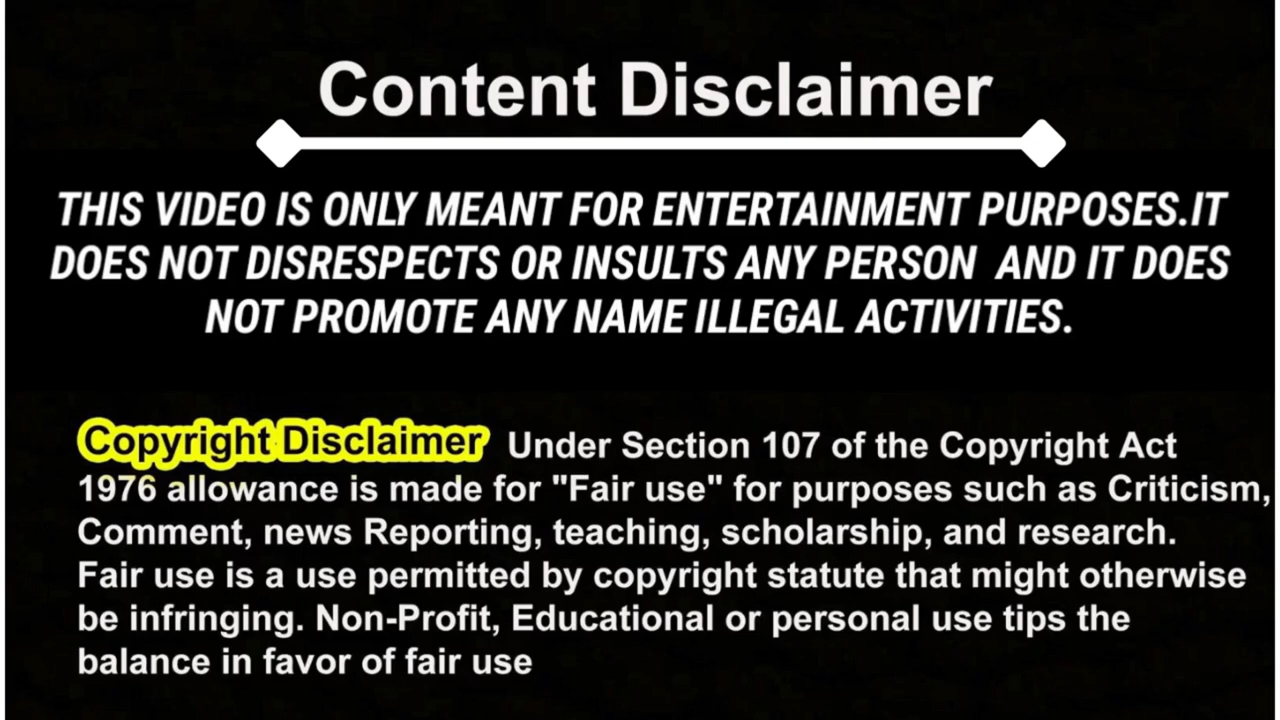 Content Disclaimer
THIS VIDEO IS ONLY MEANT FOR ENTERTAINMENT PURPOSES.IT
DOES NOT DISRESPECTS OR INSULTS ANY PERSON AND IT DOES
NOT PROMOTE ANY NAME ILLEGAL ACTIVITIES.
Copyright Disclaimer Under Section 107 of the Copyright Act
1976 allowance is made for "Fair use" for purposes such as Criticism,
Comment, news Reporting, teaching, scholarship, and research.
Fair use is a use permitted by copyright statute that might otherwise
be infringing. Non-Profit, Educational or personal use tips the
balance in favor of fair use